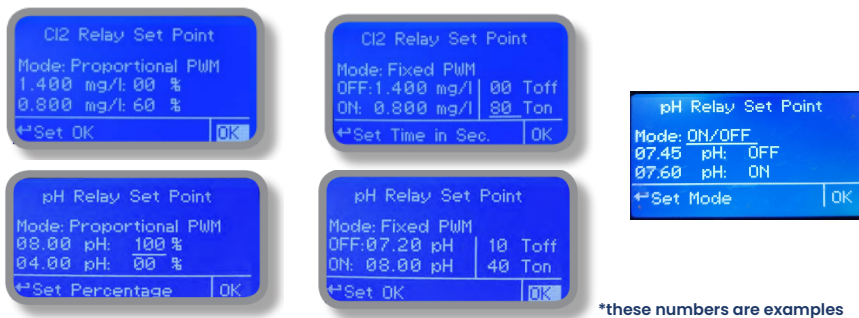 Cl2 Relay Set Point
Mode: Proportional PWM
1.400 mg/l: 00 %
0.800 mg/l: 60 %
↵Set OK OK
Cl2 Relay Set Point
Mode: Fixed PWM
OFF:1.400 mg/l 00 Toff
ON: 0.800 mg/l 80 Ton
↵Set Time in Sec. OK
pH Relay Set Point
Mode: ON/OFF
07.45 pH: OFF
07.60 pH: ON
↵Set Mode OK
pH Relay Set Point
Mode: Proportional PWM
08.00 pH: 100 %
04.00 pH: 00 %
↵Set Percentage OK
pH Relay Set Point
Mode: Fixed PWM
OFF:07.20 pH 10 Toff
ON: 08.00 pH 40 Ton
↵Set OK OK
*these numbers are examples